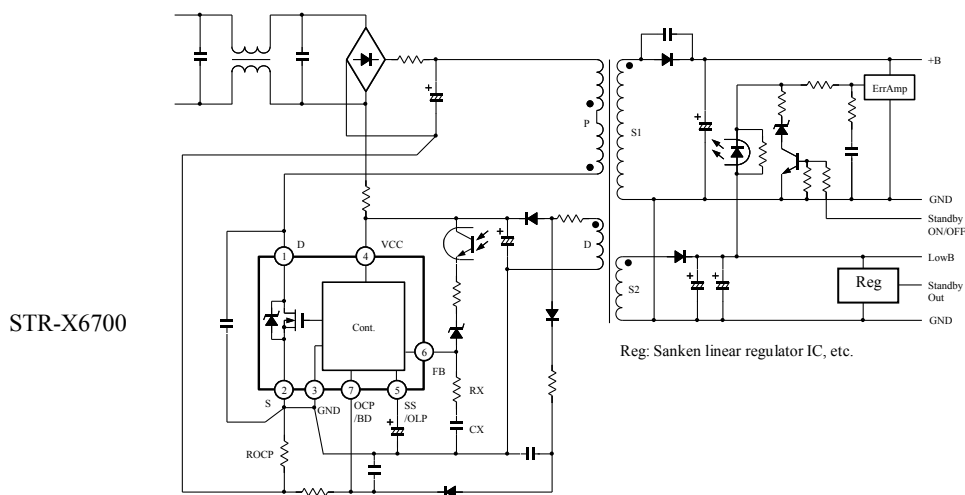 +B
ErrAmp
P
S1
GND
Standby
ON/OFF
D
VCC
D
LowB
1
4
S2
Reg
Standby
Out
STR-X6700
Cont.
GND
6
FB
Reg: Sanken linear regulator IC, etc.
2
3
7
5
RX
S
GND
OCP
/BD
SS
/OLP
CX
ROCP
+
+
+
+
+
+